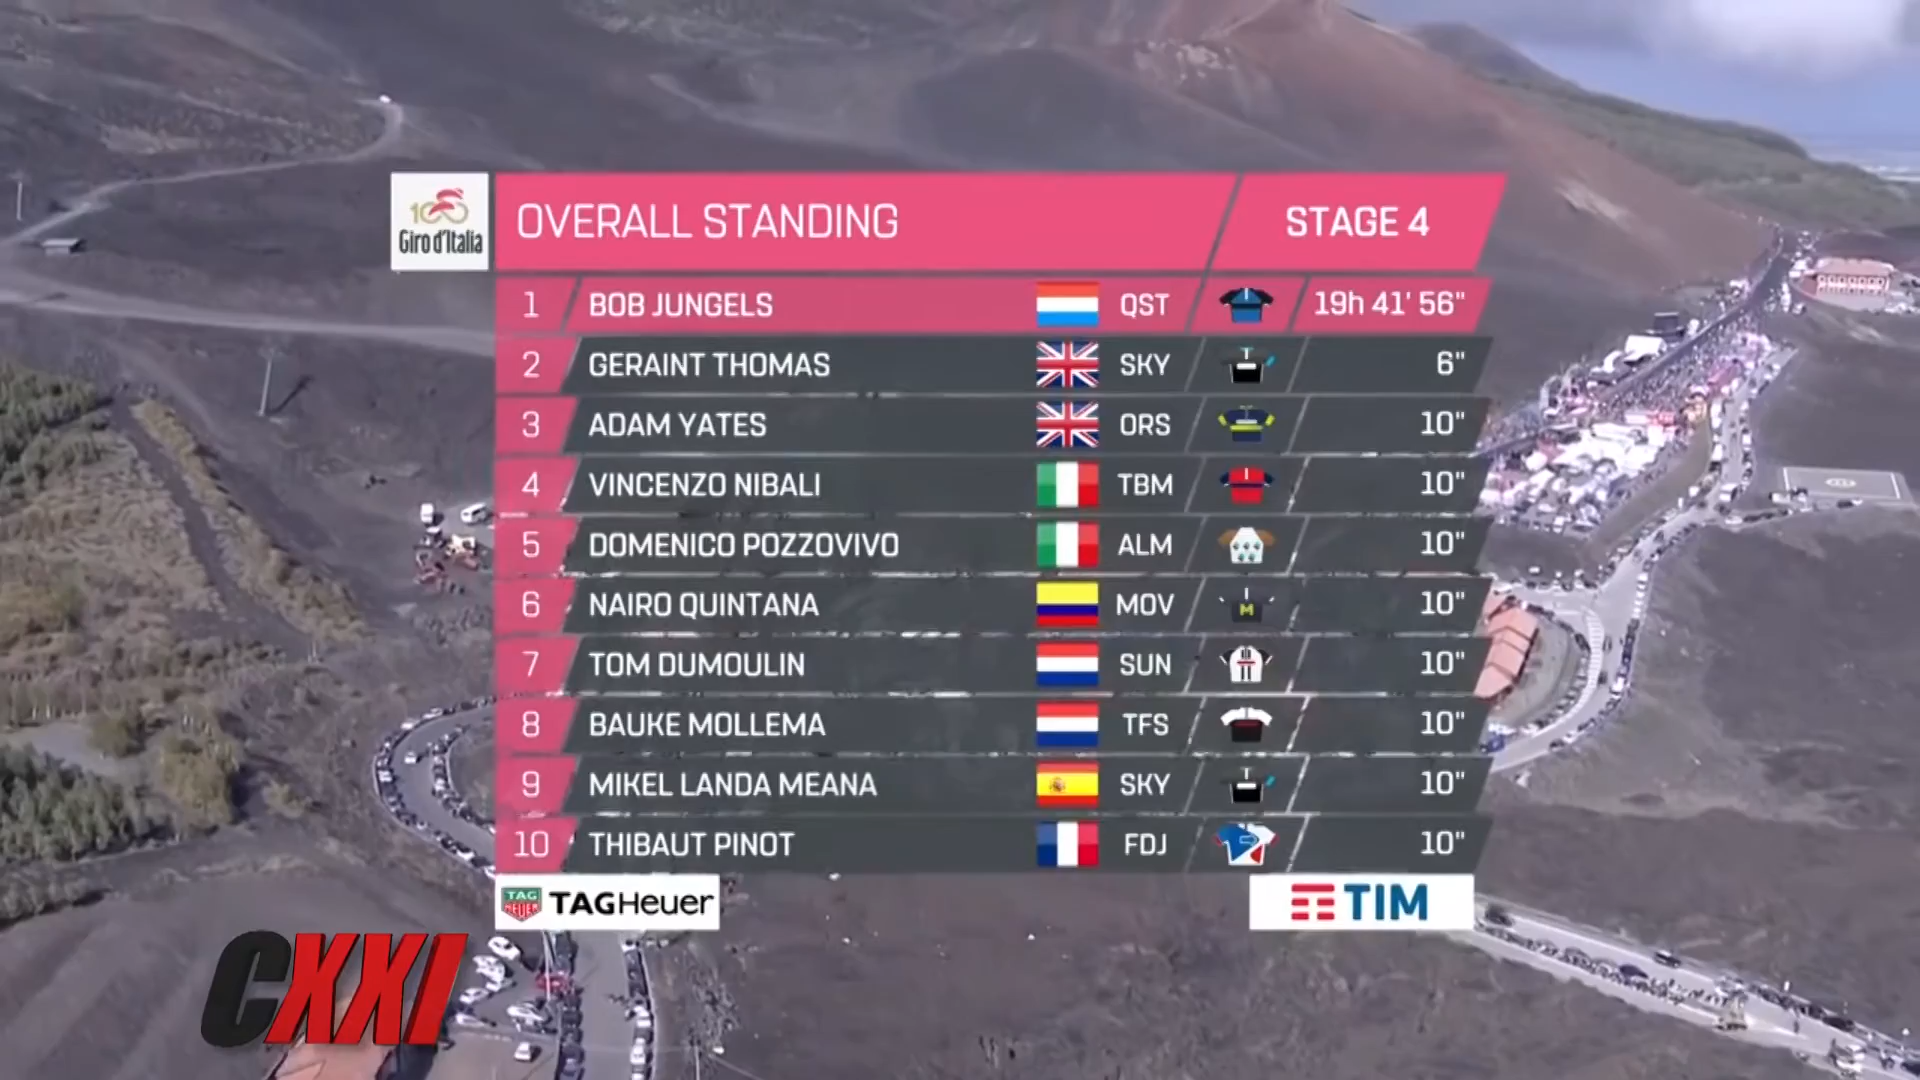 100
Giro d'Italia
OVERALL STANDING STAGE 4
1 BOB JUNGELS QST 19h 41' 56"
2 GERAINT THOMAS SKY 6"
3 ADAM YATES ORS 10"
4 VINCENZO NIBALI TBM 10"
5 DOMENICO POZZOVIVO ALM 10"
6 NAIRO QUINTANA MOV M 10"
7 TOM DUMOULIN SUN 10"
8 BAUKE MOLLEMA TFS 10"
9 MIKEL LANDA MEANA SKY 10"
10 THIBAUT PINOT FDJ 10"
TAG HEUER TAGHeuer TIM
CXXI